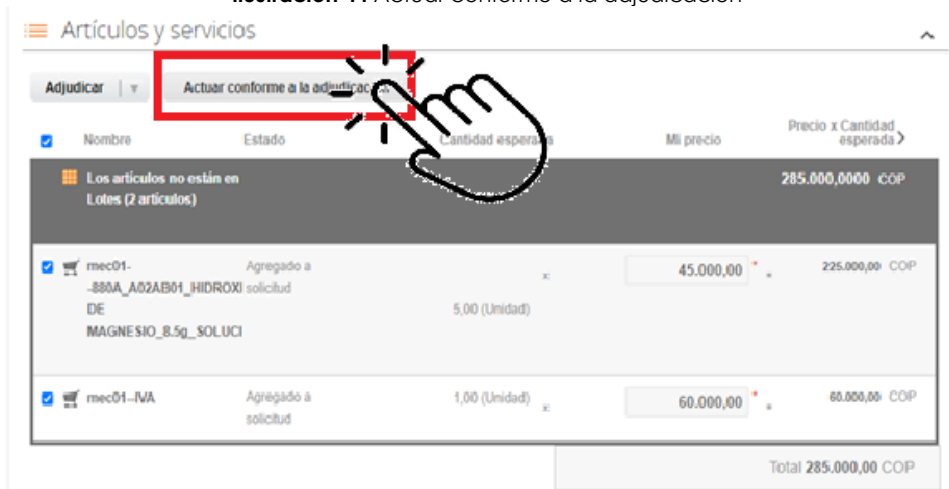 Artículos y servicios
Adjudicar Actuar conforme a la adjudicac
Nombre Estado Cantidad esperada Mi precio Precio x Cantidad esperada
Los artículos no están en 285.000,0000 COP
Lotes (2 artículos)
mec01- Agregado a 45.000,00 * 225.000,00 COP
-880A_A02AB01_HIDROXI solicitud
DE 5,00 (Unidad)
MAGNESIO_8.5g_SOLUCI
mec01--IVA Agregado a 1,00 (Unidad) 60.000,00 * 60.000,00 COP
solicitud
Total 285.000,00 COP